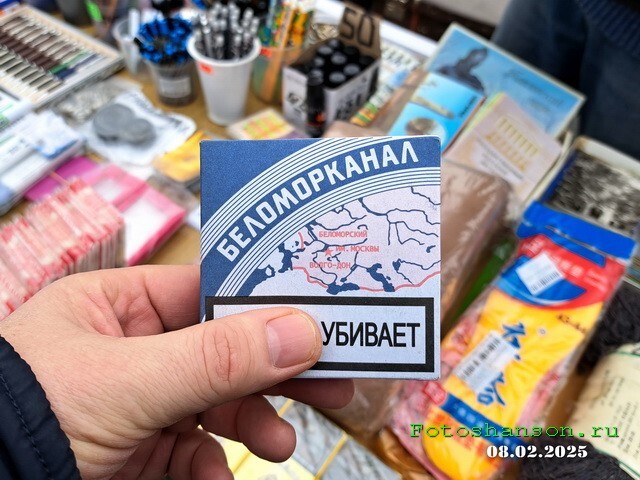 50
БЕЛОМОРКАНАЛ
БЕЛОМОРСКИЙ
ИМ. МОСКВЫ
ВОЛГО-ДОН
УБИВАЕТ
Fotoshanson.ru
08.02.2025